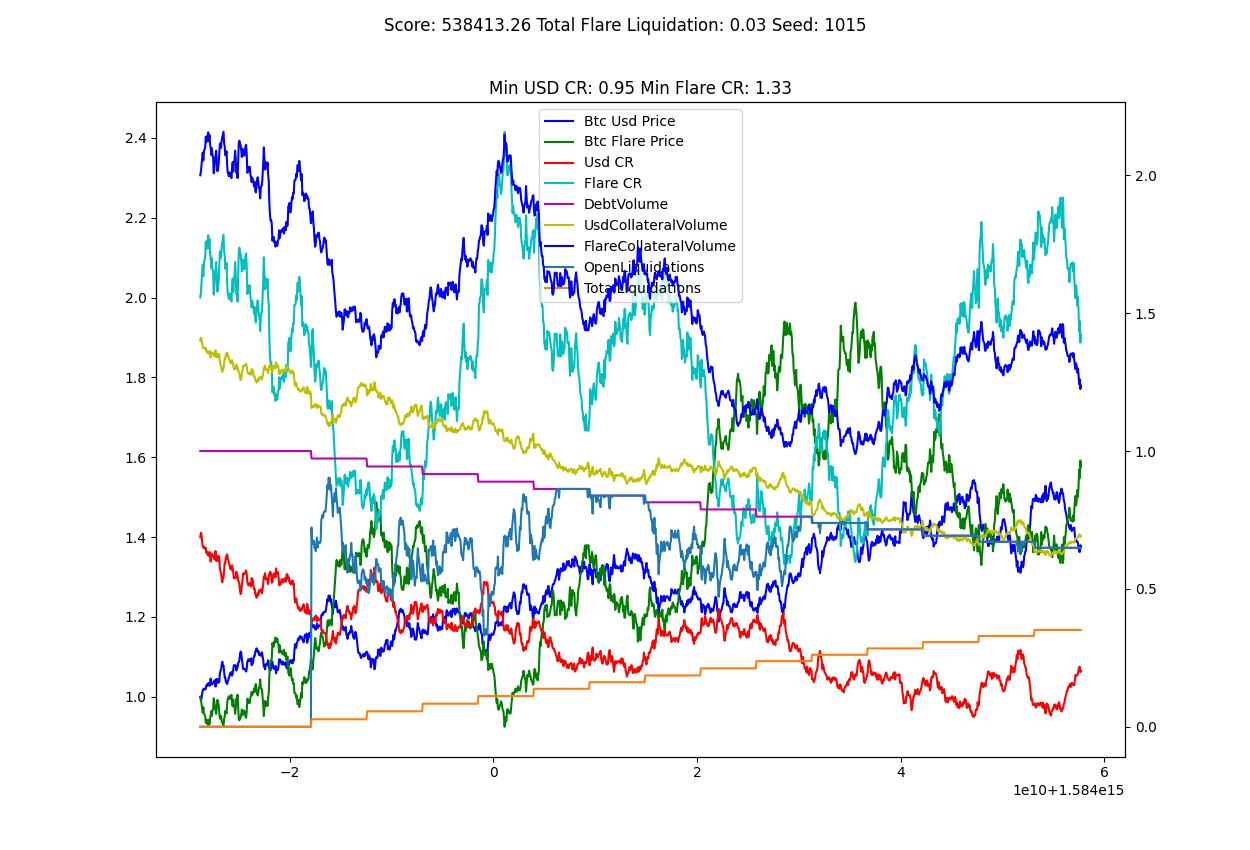 Score: 538413.26 Total Flare Liquidation: 0.03 Seed: 1015
Min USD CR: 0.95 Min Flare CR: 1.33
Btc Usd Price
Btc Flare Price
Usd CR
Flare CR
DebtVolume
UsdCollateralVolume
FlareCollateralVolume
OpenLiquidations
TotalLiquidations
2.4
2.2
2.0
1.8
1.6
1.4
1.2
1.0
2.0
1.5
1.0
0.5
0.0
−2 0 2 4 6
1e10+1.584e15